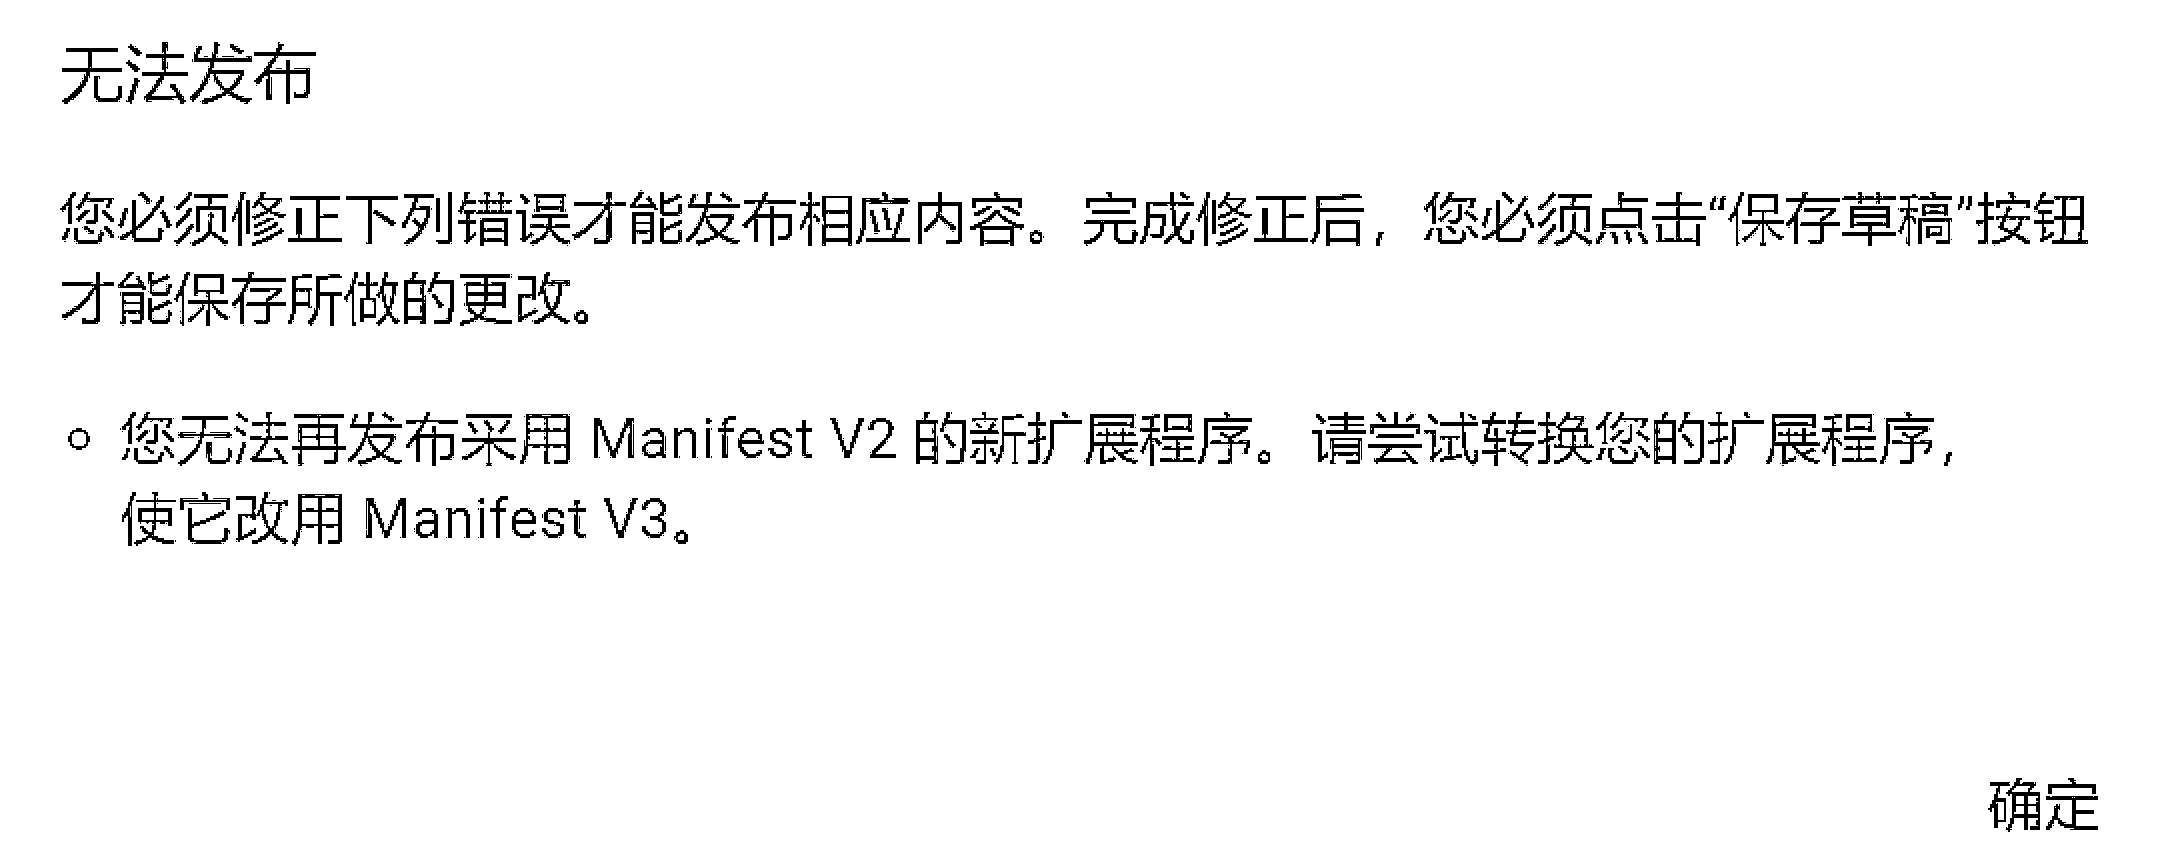 无法发布
您必须修正下列错误才能发布相应内容。完成修正后，您必须点击“保存草稿”按钮
才能保存所做的更改。
您无法再发布采用 Manifest V2 的新扩展程序。请尝试转换您的扩展程序，
使它改用 Manifest V3。
确定